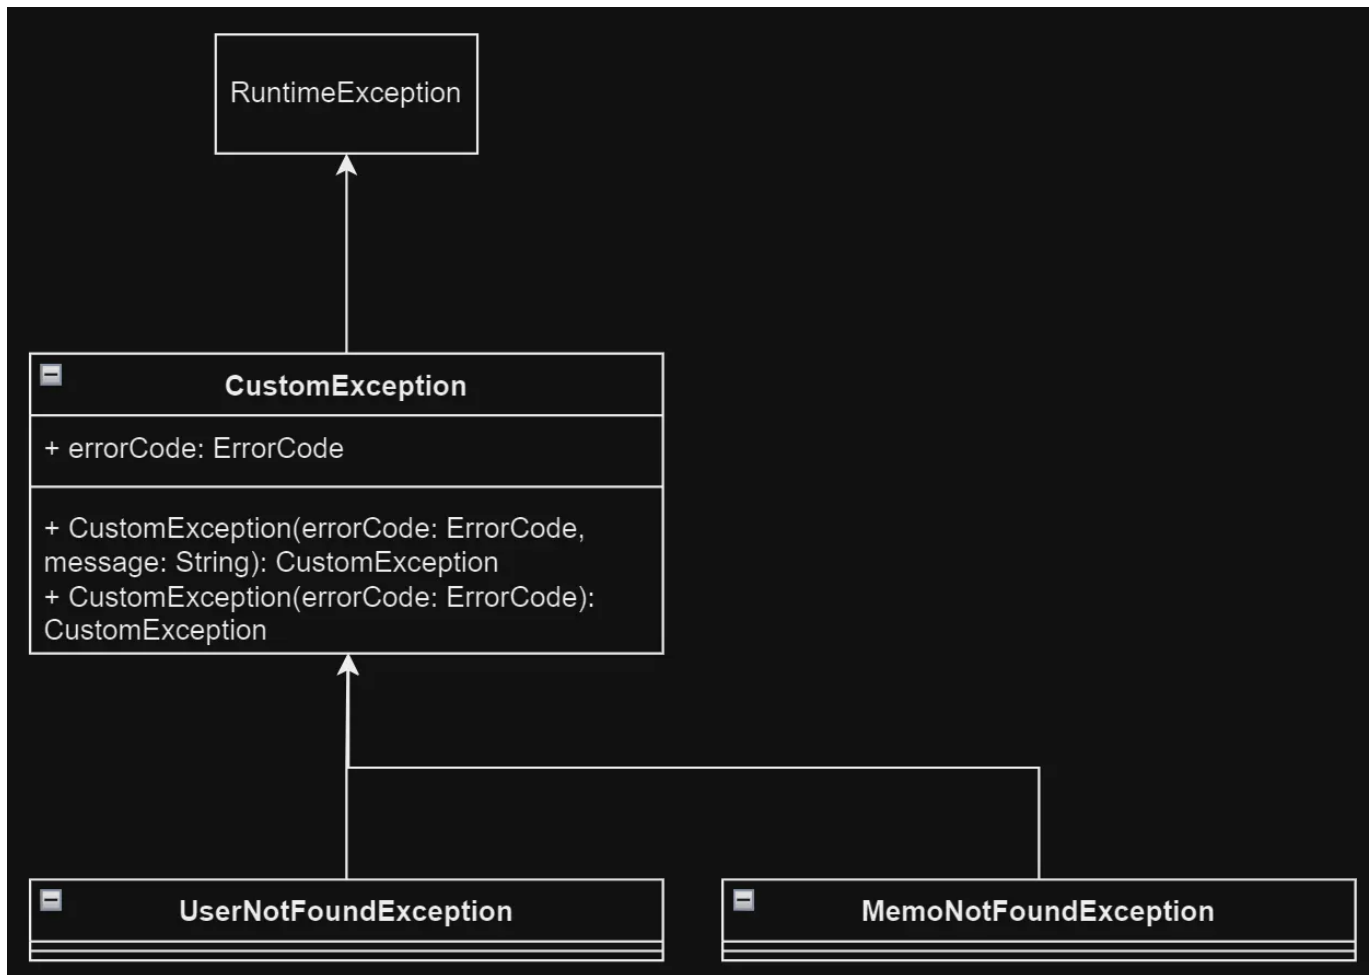 RuntimeException
CustomException
+ errorCode: ErrorCode
+ CustomException(errorCode: ErrorCode,
message: String): CustomException
+ CustomException(errorCode: ErrorCode):
CustomException
UserNotFoundException
MemoNotFoundException